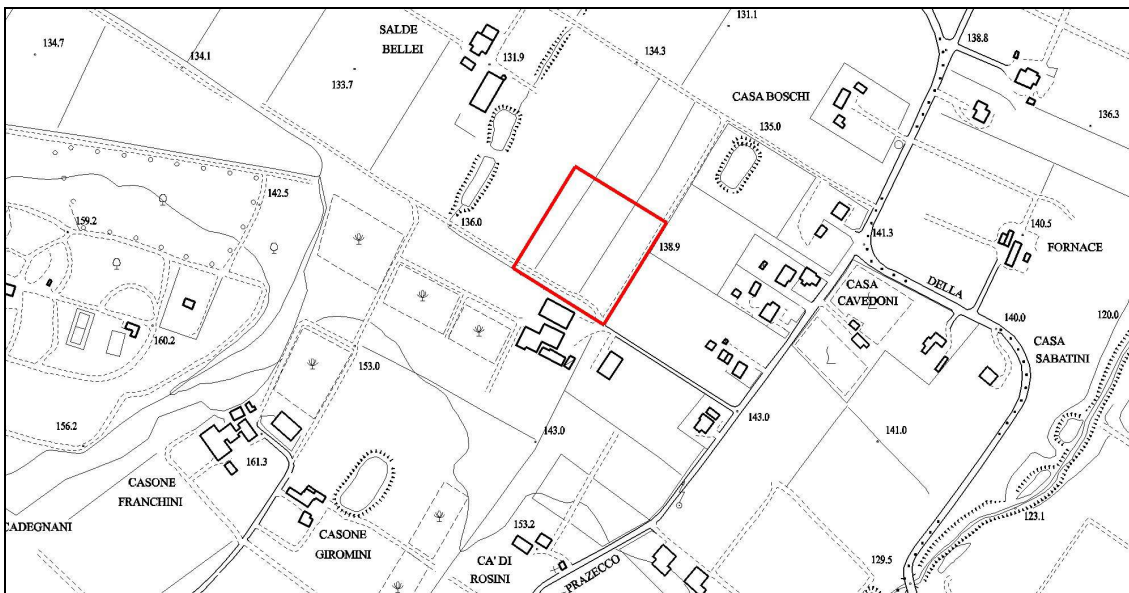 131.1
SALDE
BELLEI
138.8
134.7
134.3
134.1
131.9
133.7
CASA BOSCHI
136.3
135.0
142.5
159.2
136.0
140.5
141.3
138.9
FORNACE
DELLA
CASA
CAVEDONI
120.0
140.0
CASA
SABATINI
160.2
153.0
156.2
143.0
143.0
141.0
161.3
CASONE
FRANCHINI
CADEGNANI
CASONE
GIROMINI
153.2
CA' DI
ROSINI
PRAZECCO
123.1
129.5